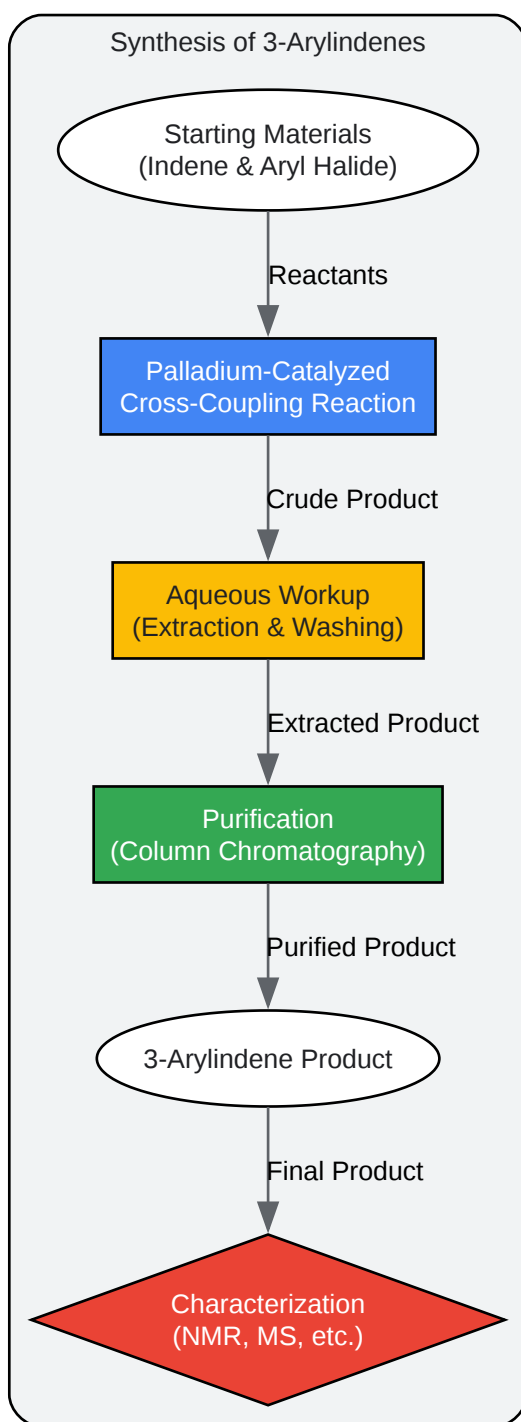 Synthesis of 3-Arylindenes
Starting Materials
(Indene & Aryl Halide)
Reactants
Palladium-Catalyzed
Cross-Coupling Reaction
Crude Product
Aqueous Workup
(Extraction & Washing)
Extracted Product
Purification
(Column Chromatography)
Purified Product
3-Arylindene Product
Final Product
Characterization
(NMR, MS, etc.)